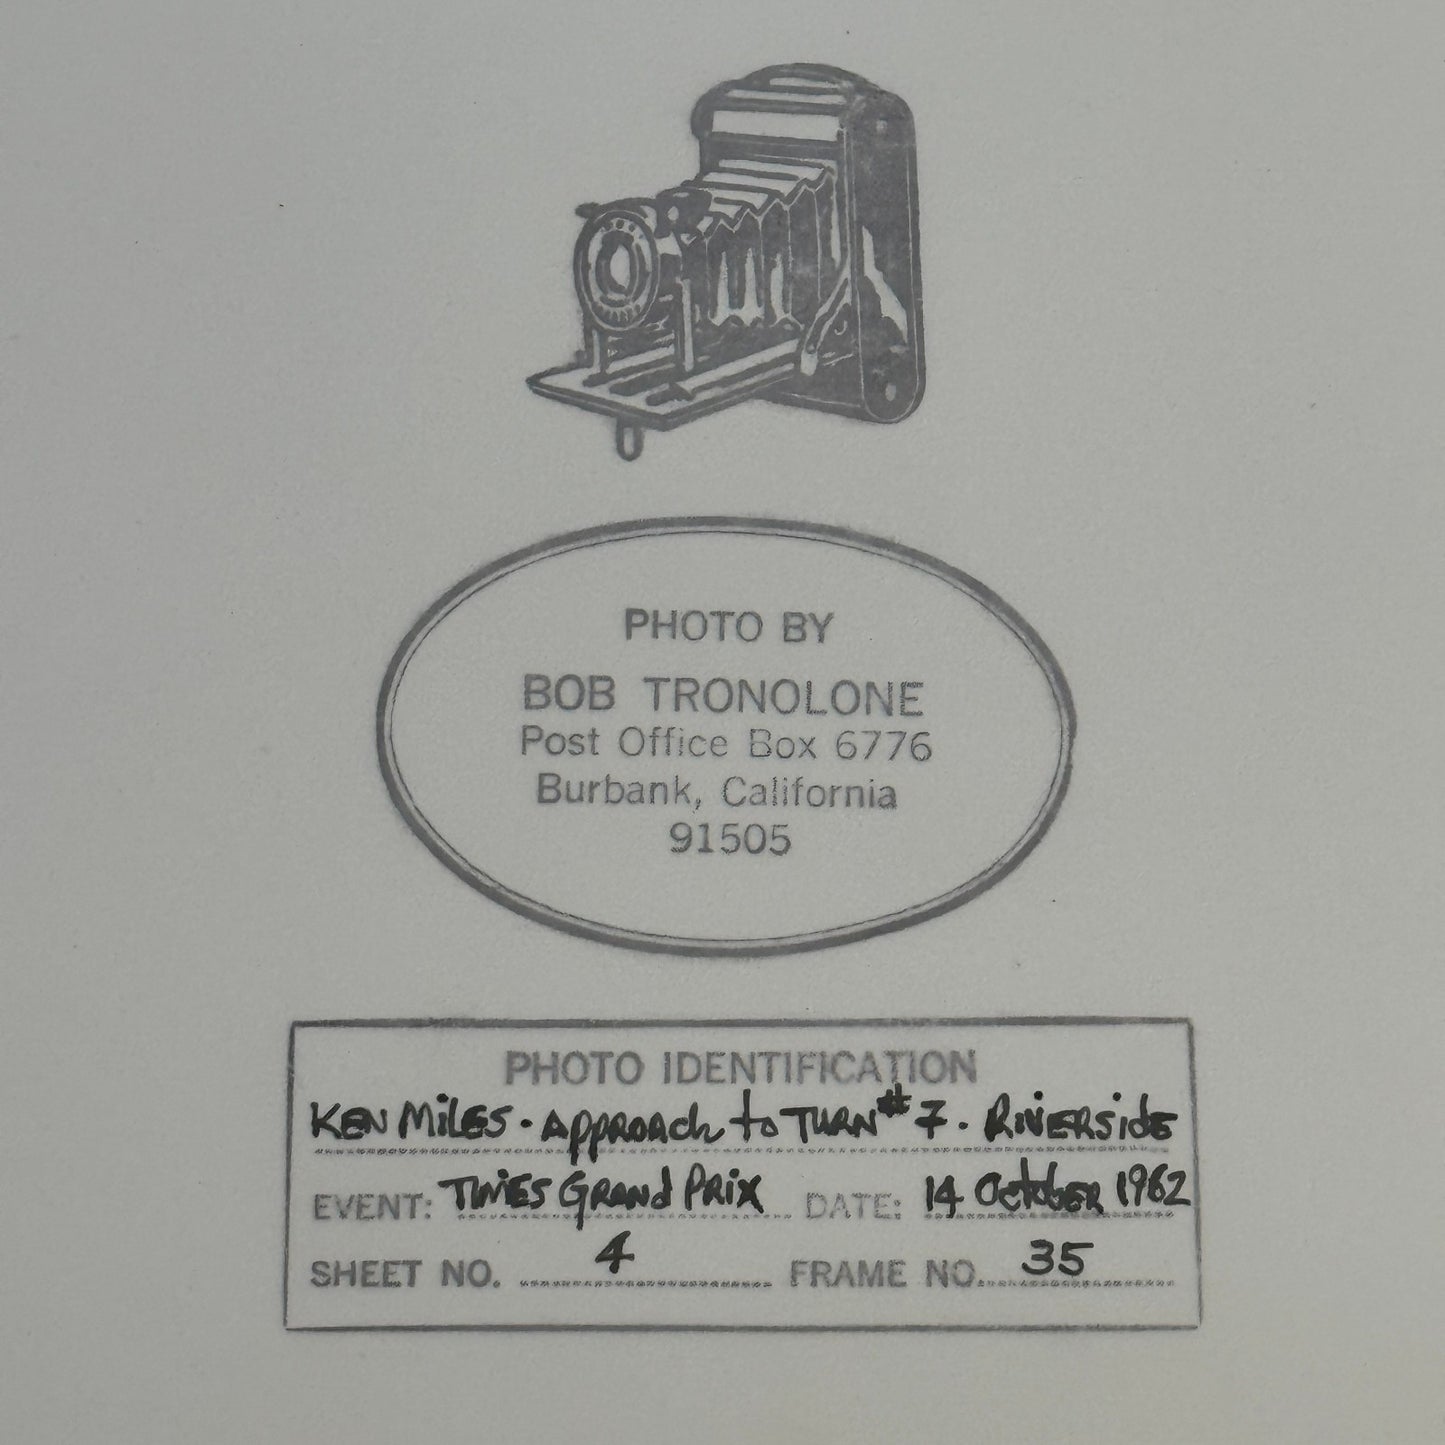 PHOTO BY
BOB TRONOLONE
Post Office Box 6776
Burbank, California
91505
PHOTO IDENTIFICATION
KEN MILES - APPROACH to TURN #7 - RIVERSIDE
EVENT: TIMES GRAND PRIX DATE: 14 OCTOBER 1962
SHEET NO. 4 FRAME NO. 35